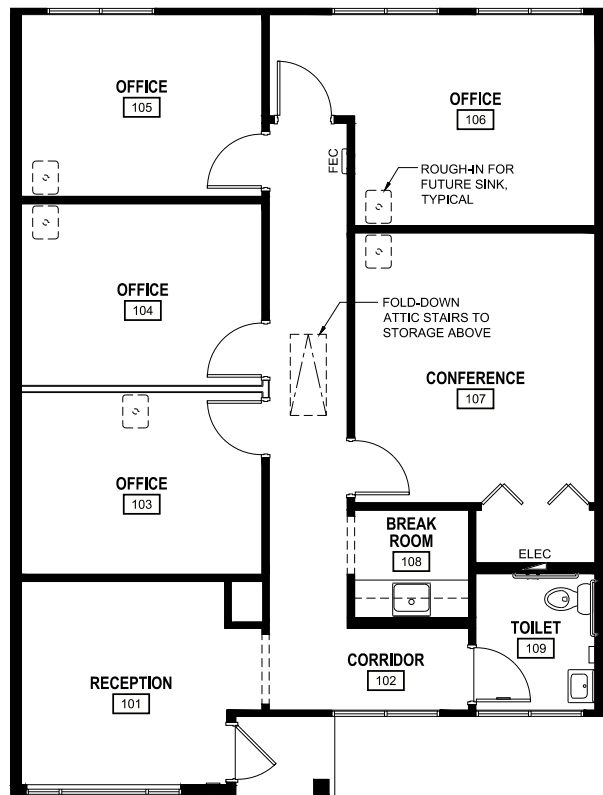 OFFICE
105
OFFICE
106
FEC
ROUGH-IN FOR
FUTURE SINK,
TYPICAL
OFFICE
104
FOLD-DOWN
ATTIC STAIRS TO
STORAGE ABOVE
CONFERENCE
107
OFFICE
103
BREAK
ROOM
108
ELEC
TOILET
109
RECEPTION
101
CORRIDOR
102